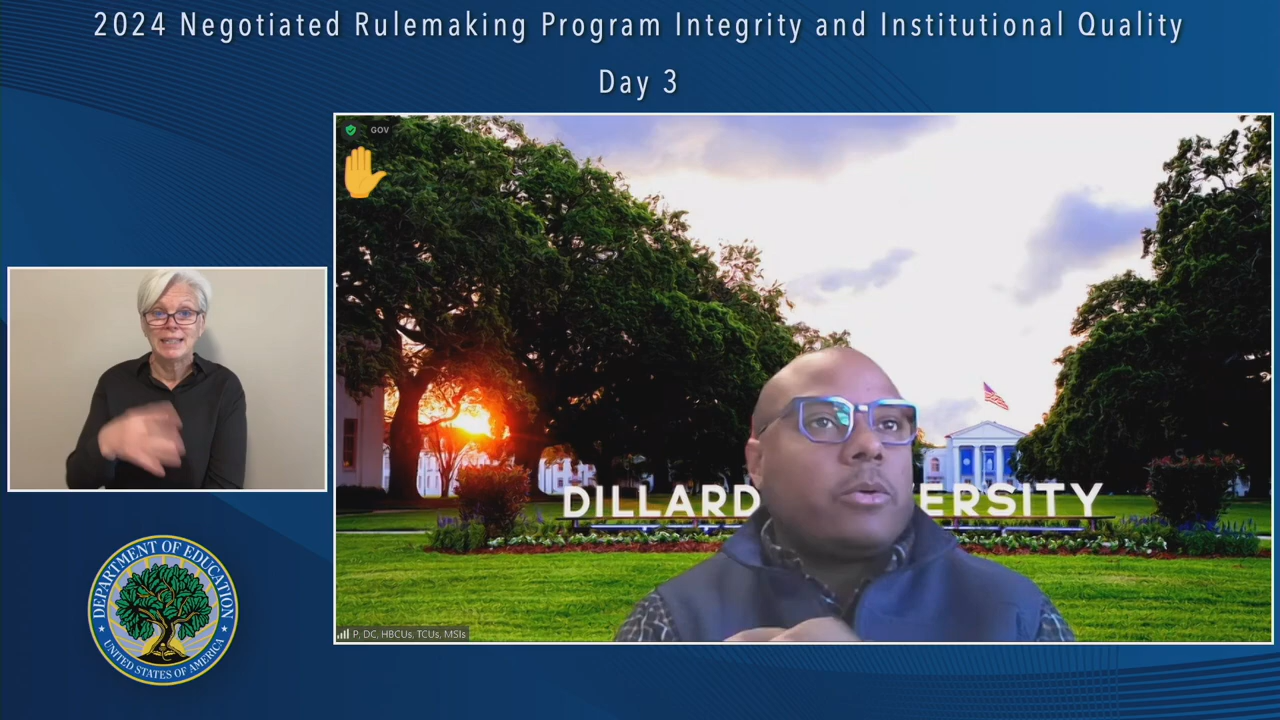 2024 Negotiated Rulemaking Program Integrity and Institutional Quality
Day 3
GOV
DILLARD ERSITY
P, DC, HBCUs, TCUs, MSIs
DEPARTMENT OF EDUCATION
UNITED STATES OF AMERICA